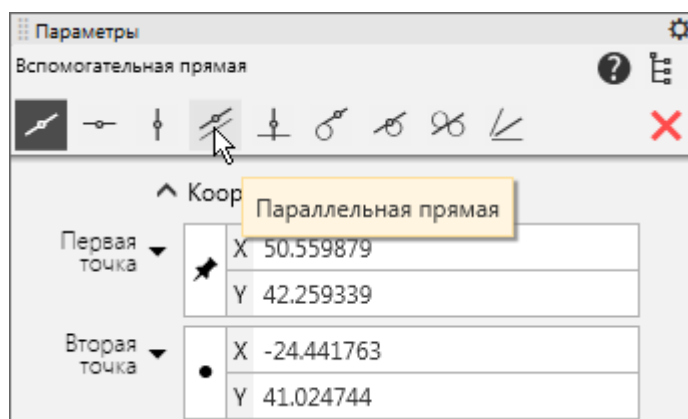 Параметры
Вспомогательная прямая
Коор
Параллельная прямая
Первая точка
X 50.559879
Y 42.259339
Вторая точка
X -24.441763
Y 41.024744